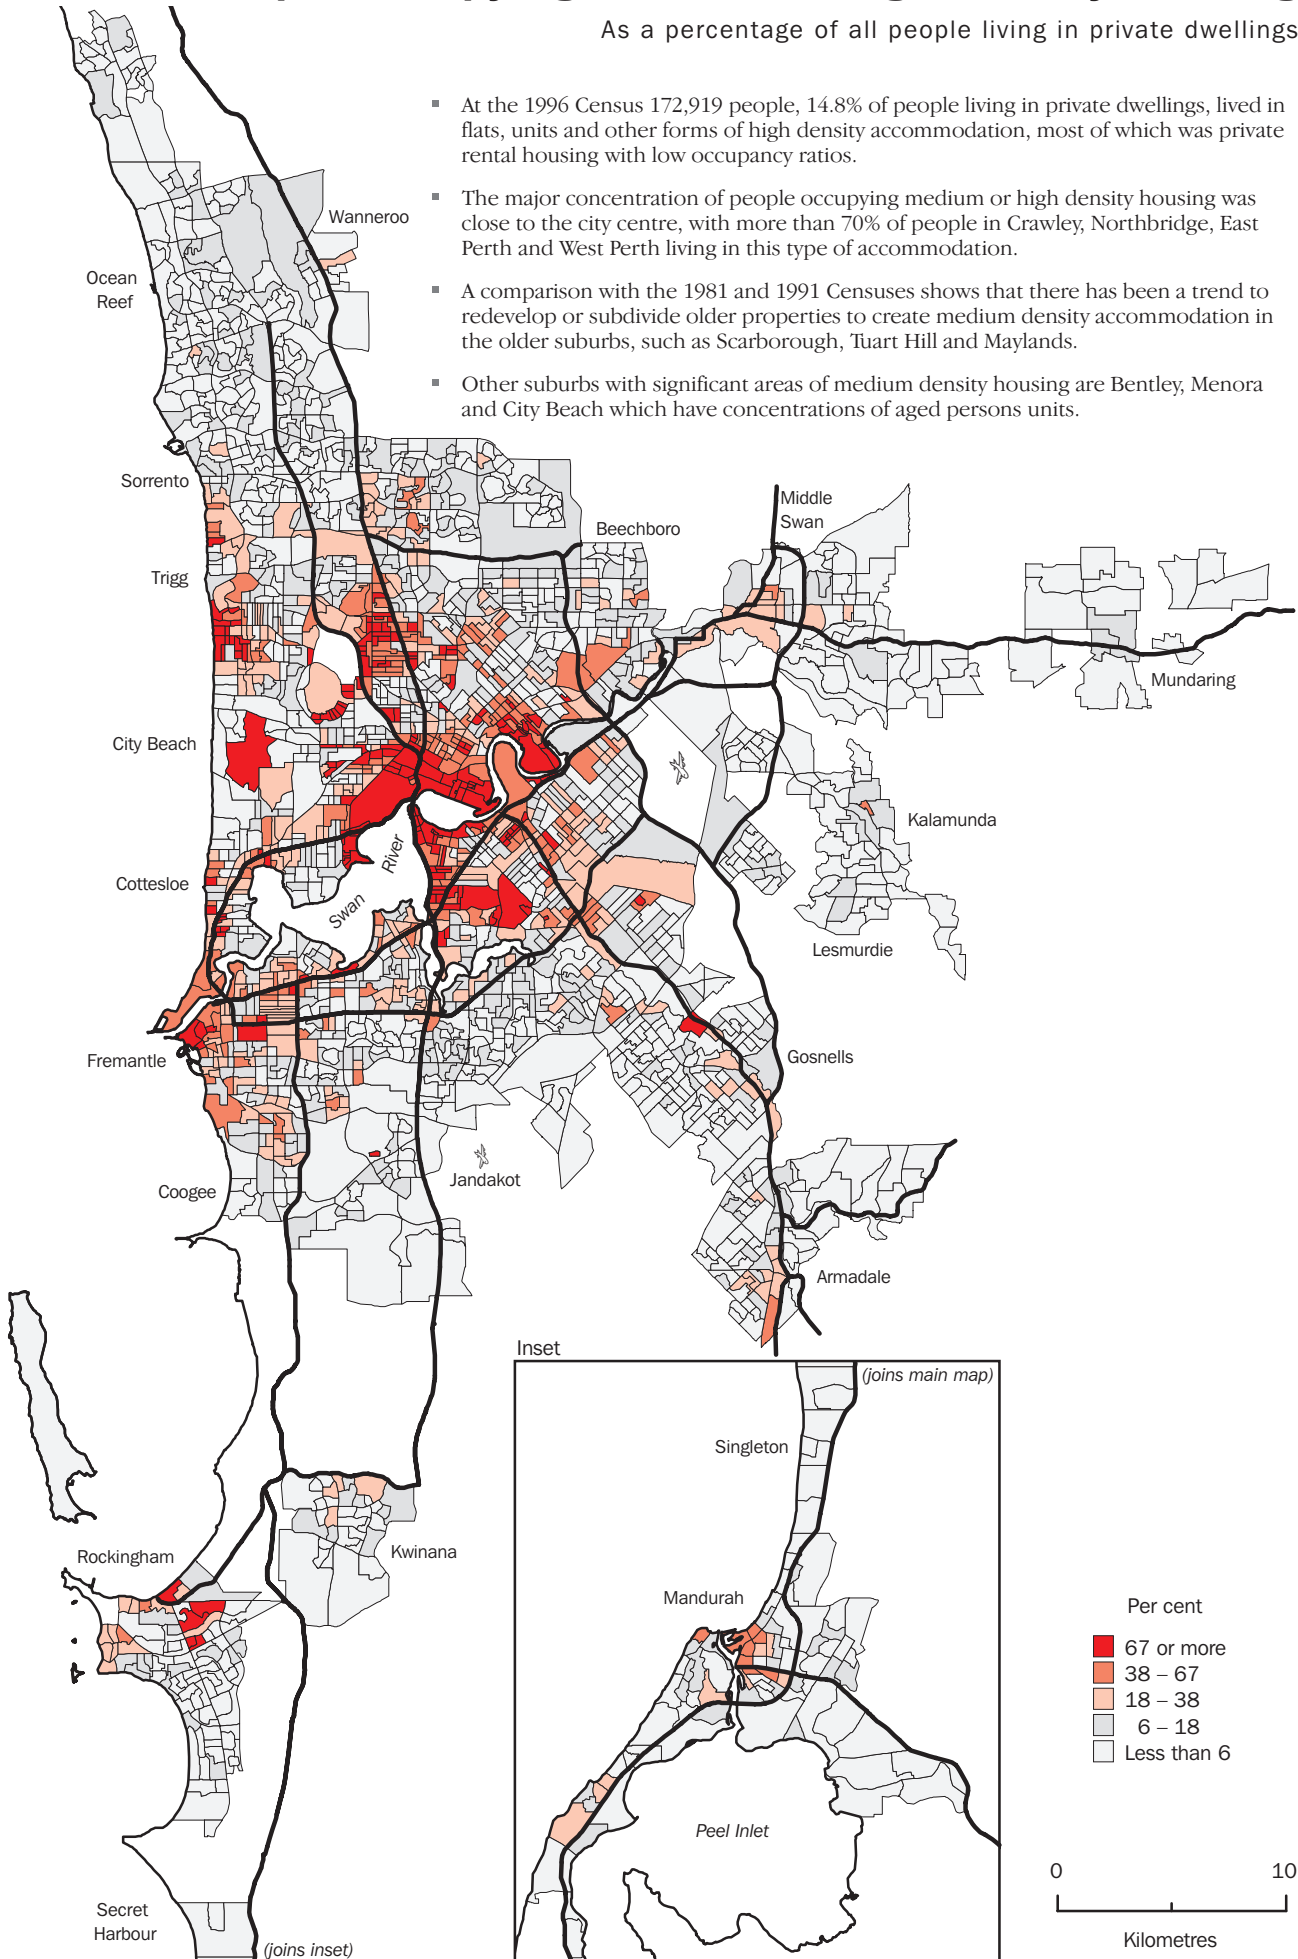 As a percentage of all people living in private dwellings
▪ At the 1996 Census 172,919 people, 14.8% of people living in private dwellings, lived in
flats, units and other forms of high density accommodation, most of which was private
rental housing with low occupancy ratios.
▪ The major concentration of people occupying medium or high density housing was
close to the city centre, with more than 70% of people in Crawley, Northbridge, East
Perth and West Perth living in this type of accommodation.
▪ A comparison with the 1981 and 1991 Censuses shows that there has been a trend to
redevelop or subdivide older properties to create medium density accommodation in
the older suburbs, such as Scarborough, Tuart Hill and Maylands.
▪ Other suburbs with significant areas of medium density housing are Bentley, Menora
and City Beach which have concentrations of aged persons units.
Wanneroo
Ocean
Reef
Sorrento
Middle
Swan
Beechboro
Trigg
Mundaring
City Beach
Kalamunda
River
Swan
Cottesloe
Lesmurdie
Fremantle
Gosnells
Jandakot
Coogee
Armadale
Inset
(joins main map)
Singleton
Kwinana
Rockingham
Mandurah
Per cent
67 or more
38 – 67
18 – 38
6 – 18
Less than 6
Peel Inlet
0 10
Kilometres
Secret
Harbour
(joins inset)